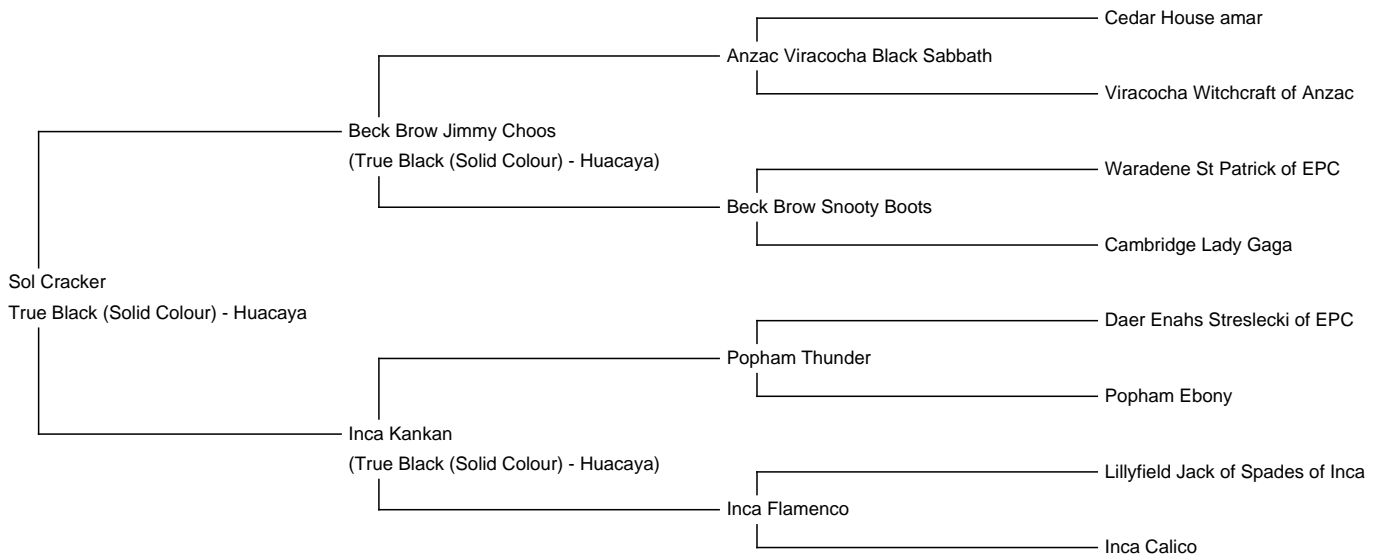 Cedar House amar
Anzac Viracocha Black Sabbath
Viracocha Witchcraft of Anzac
Beck Brow Jimmy Choos
(True Black (Solid Colour) - Huacaya)
Waradene St Patrick of EPC
Beck Brow Snooty Boots
Cambridge Lady Gaga
Sol Cracker
True Black (Solid Colour) - Huacaya
Daer Enahs Streslecki of EPC
Popham Thunder
Popham Ebony
Inca Kankan
(True Black (Solid Colour) - Huacaya)
Lillyfield Jack of Spades of Inca
Inca Flamenco
Inca Calico